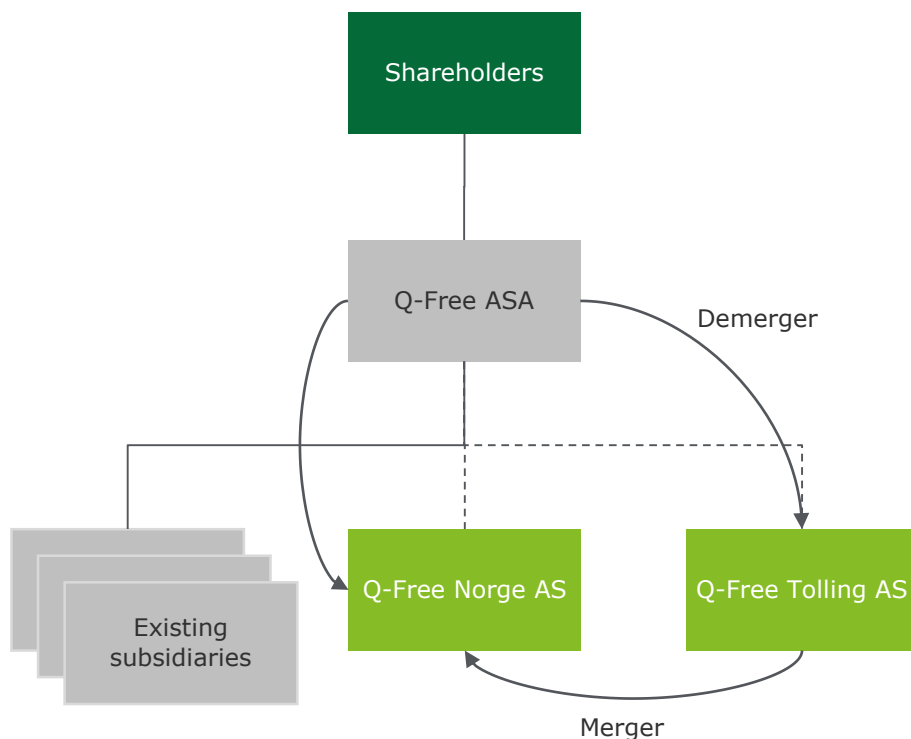 Shareholders
Q-Free ASA
Demerger
Q-Free Norge AS
Q-Free Tolling AS
Existing
subsidiaries
Merger